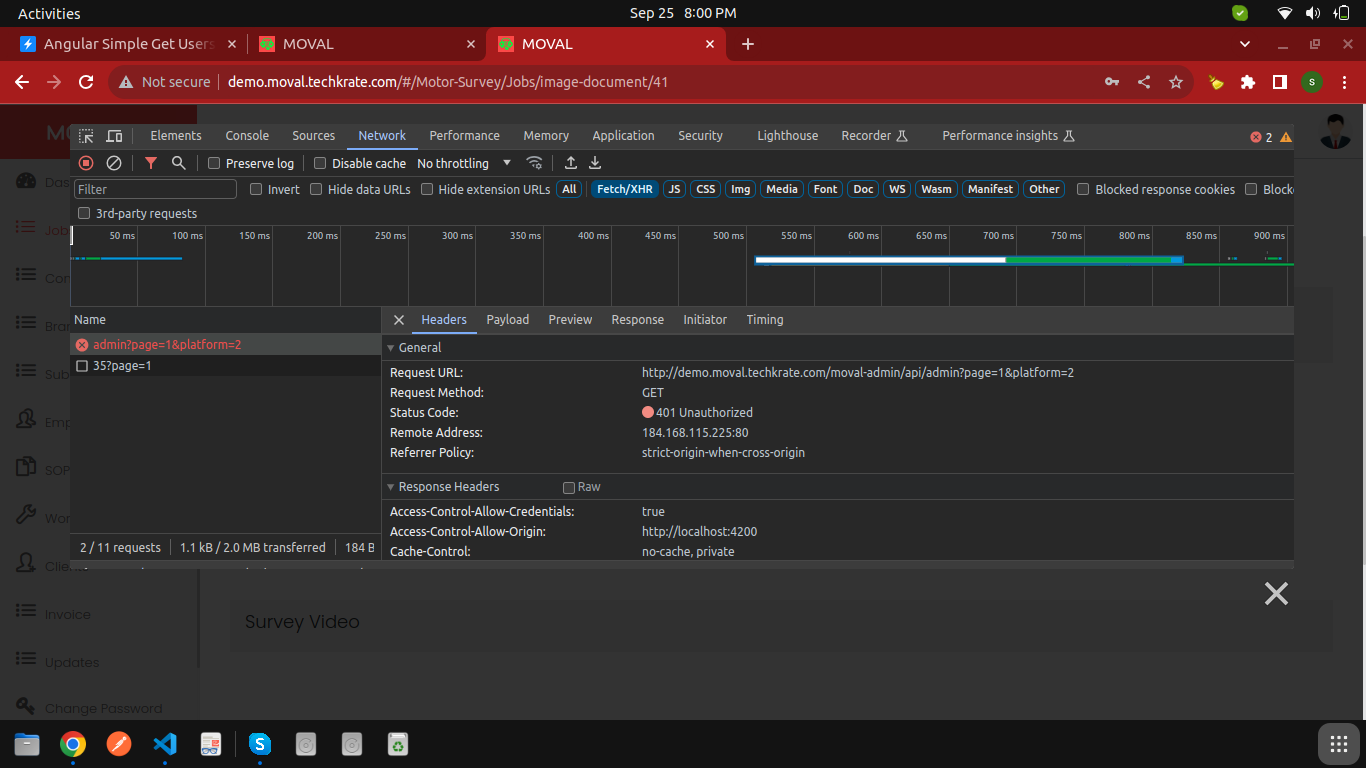 Activities
Sep 25 8:00 PM
Angular Simple Get Users
MOVAL
MOVAL
Not secure
demo.moval.techkrate.com/#/Motor-Survey/Jobs/image-document/41
S
Elements Console Sources Network Performance Memory Application Security Lighthouse Recorder Performance insights 2
Preserve log Disable cache No throttling
Filter Invert Hide data URLs Hide extension URLs All Fetch/XHR JS CSS Img Media Font Doc WS Wasm Manifest Other Blocked response cookies
3rd-party requests
50 ms 100 ms 150 ms 200 ms 250 ms 300 ms 350 ms 400 ms 450 ms 500 ms 550 ms 600 ms 650 ms 700 ms 750 ms 800 ms 850 ms 900 ms
Name
Headers Payload Preview Response Initiator Timing
admin?page=1&platform=2
35?page=1
General
Request URL: http://demo.moval.techkrate.com/moval-admin/api/admin?page=1&platform=2
Request Method: GET
Status Code: 401 Unauthorized
Remote Address: 184.168.115.225:80
Referrer Policy: strict-origin-when-cross-origin
Response Headers Raw
Access-Control-Allow-Credentials: true
Access-Control-Allow-Origin: http://localhost:4200
Cache-Control: no-cache, private
2 / 11 requests 1.1 kB / 2.0 MB transferred 184 B
SOP
Invoice
Survey Video
Updates
Change Password